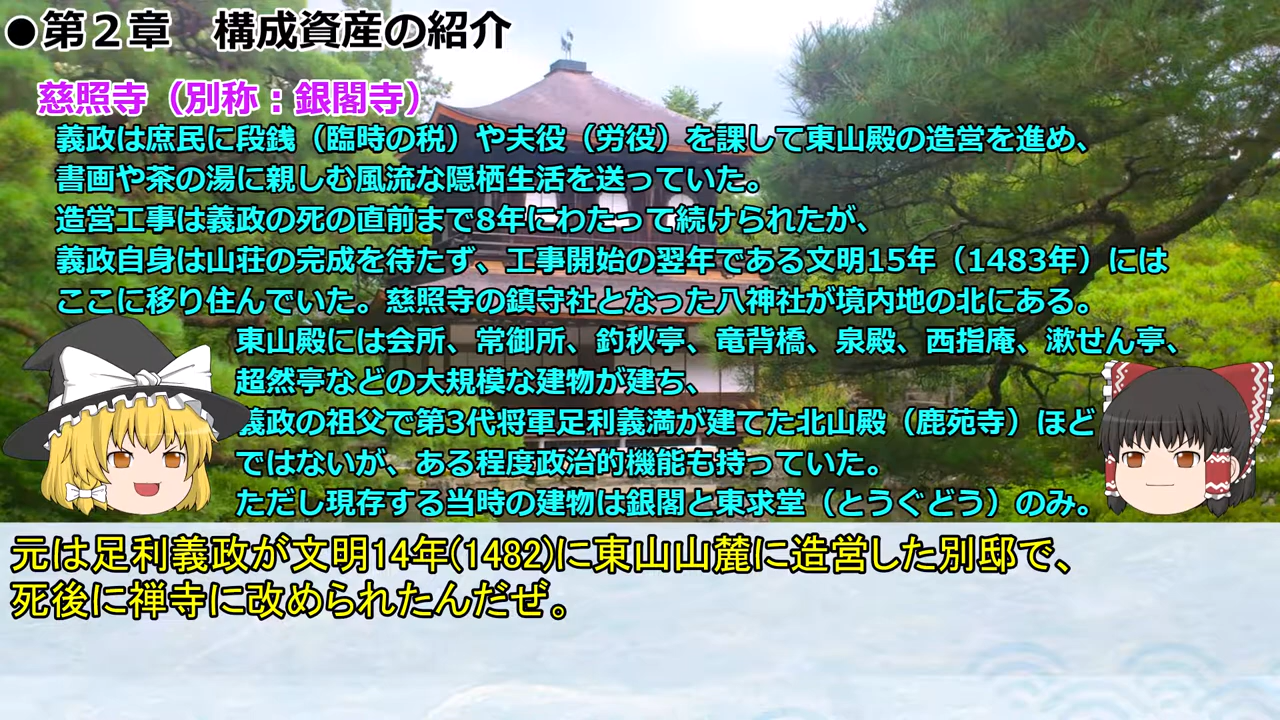 ●第２章　構成資産の紹介
慈照寺（別称：銀閣寺）
義政は庶民に段銭（臨時の税）や夫役（労役）を課して東山殿の造営を進め、
書画や茶の湯に親しむ風流な隠栖生活を送っていた。
造営工事は義政の死の直前まで8年にわたって続けられたが、
義政自身は山荘の完成を待たず、工事開始の翌年である文明15年（1483年）には
ここに移り住んでいた。慈照寺の鎮守社となった八神社が境内地の北にある。
東山殿には会所、常御所、釣秋亭、竜背橋、泉殿、西指庵、漱せん亭、
超然亭などの大規模な建物が建ち、
義政の祖父で第3代将軍足利義満が建てた北山殿（鹿苑寺）ほど
ではないが、ある程度政治的機能も持っていた。
ただし現存する当時の建物は銀閣と東求堂（とうぐどう）のみ。
元は足利義政が文明14年(1482)に東山山麓に造営した別邸で、
死後に禅寺に改められたんだぜ。